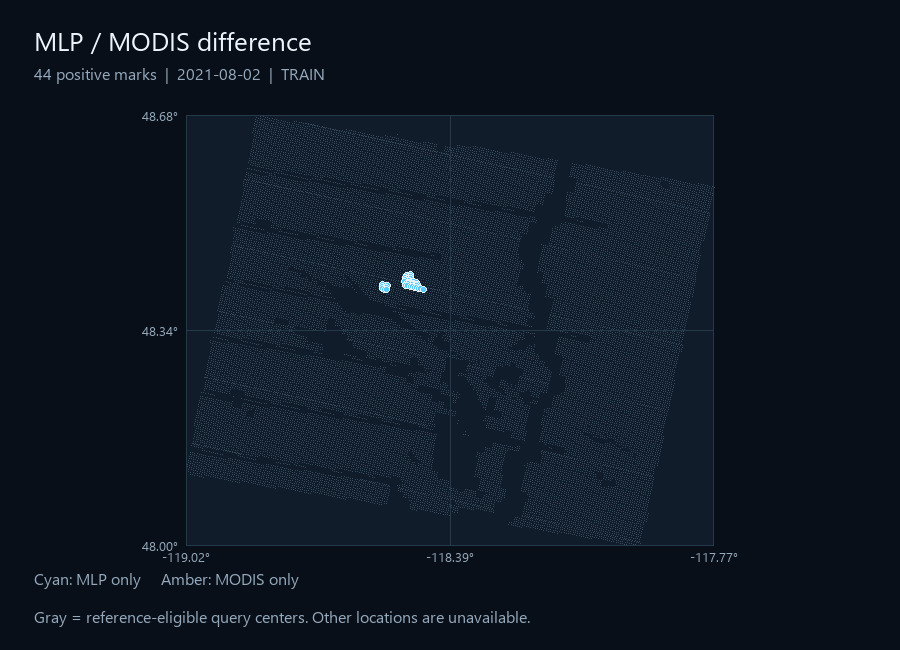 MLP / MODIS difference
44 positive marks | 2021-08-02 | TRAIN
48.68°
48.34°
48.00°
-119.02° -118.39° -117.77°
Cyan: MLP only Amber: MODIS only
Gray = reference-eligible query centers. Other locations are unavailable.